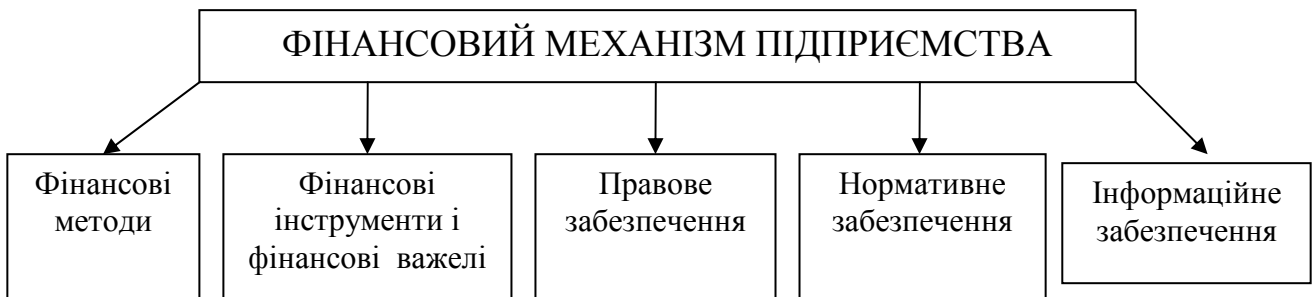 ФІНАНСОВИЙ МЕХАНІЗМ ПІДПРИЄМСТВА
Фінансові
методи
Фінансові
інструменти і
фінансові важелі
Правове
забезпечення
Нормативне
забезпечення
Інформаційне
забезпечення